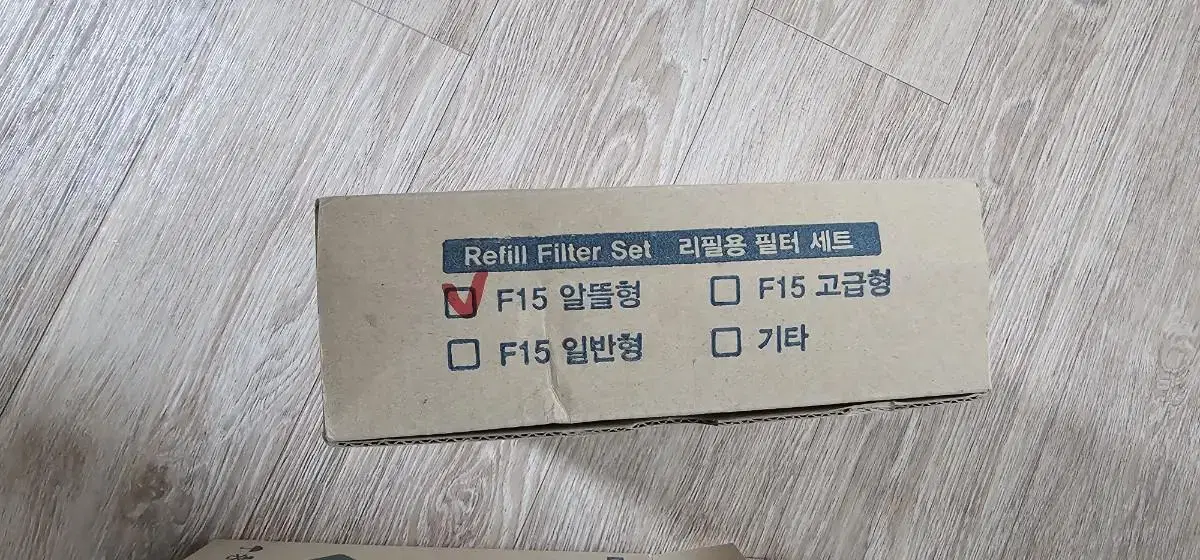 Refill Filter Set 리필용 필터 세트
F15 알뜰형 F15 고급형
F15 일반형 기타